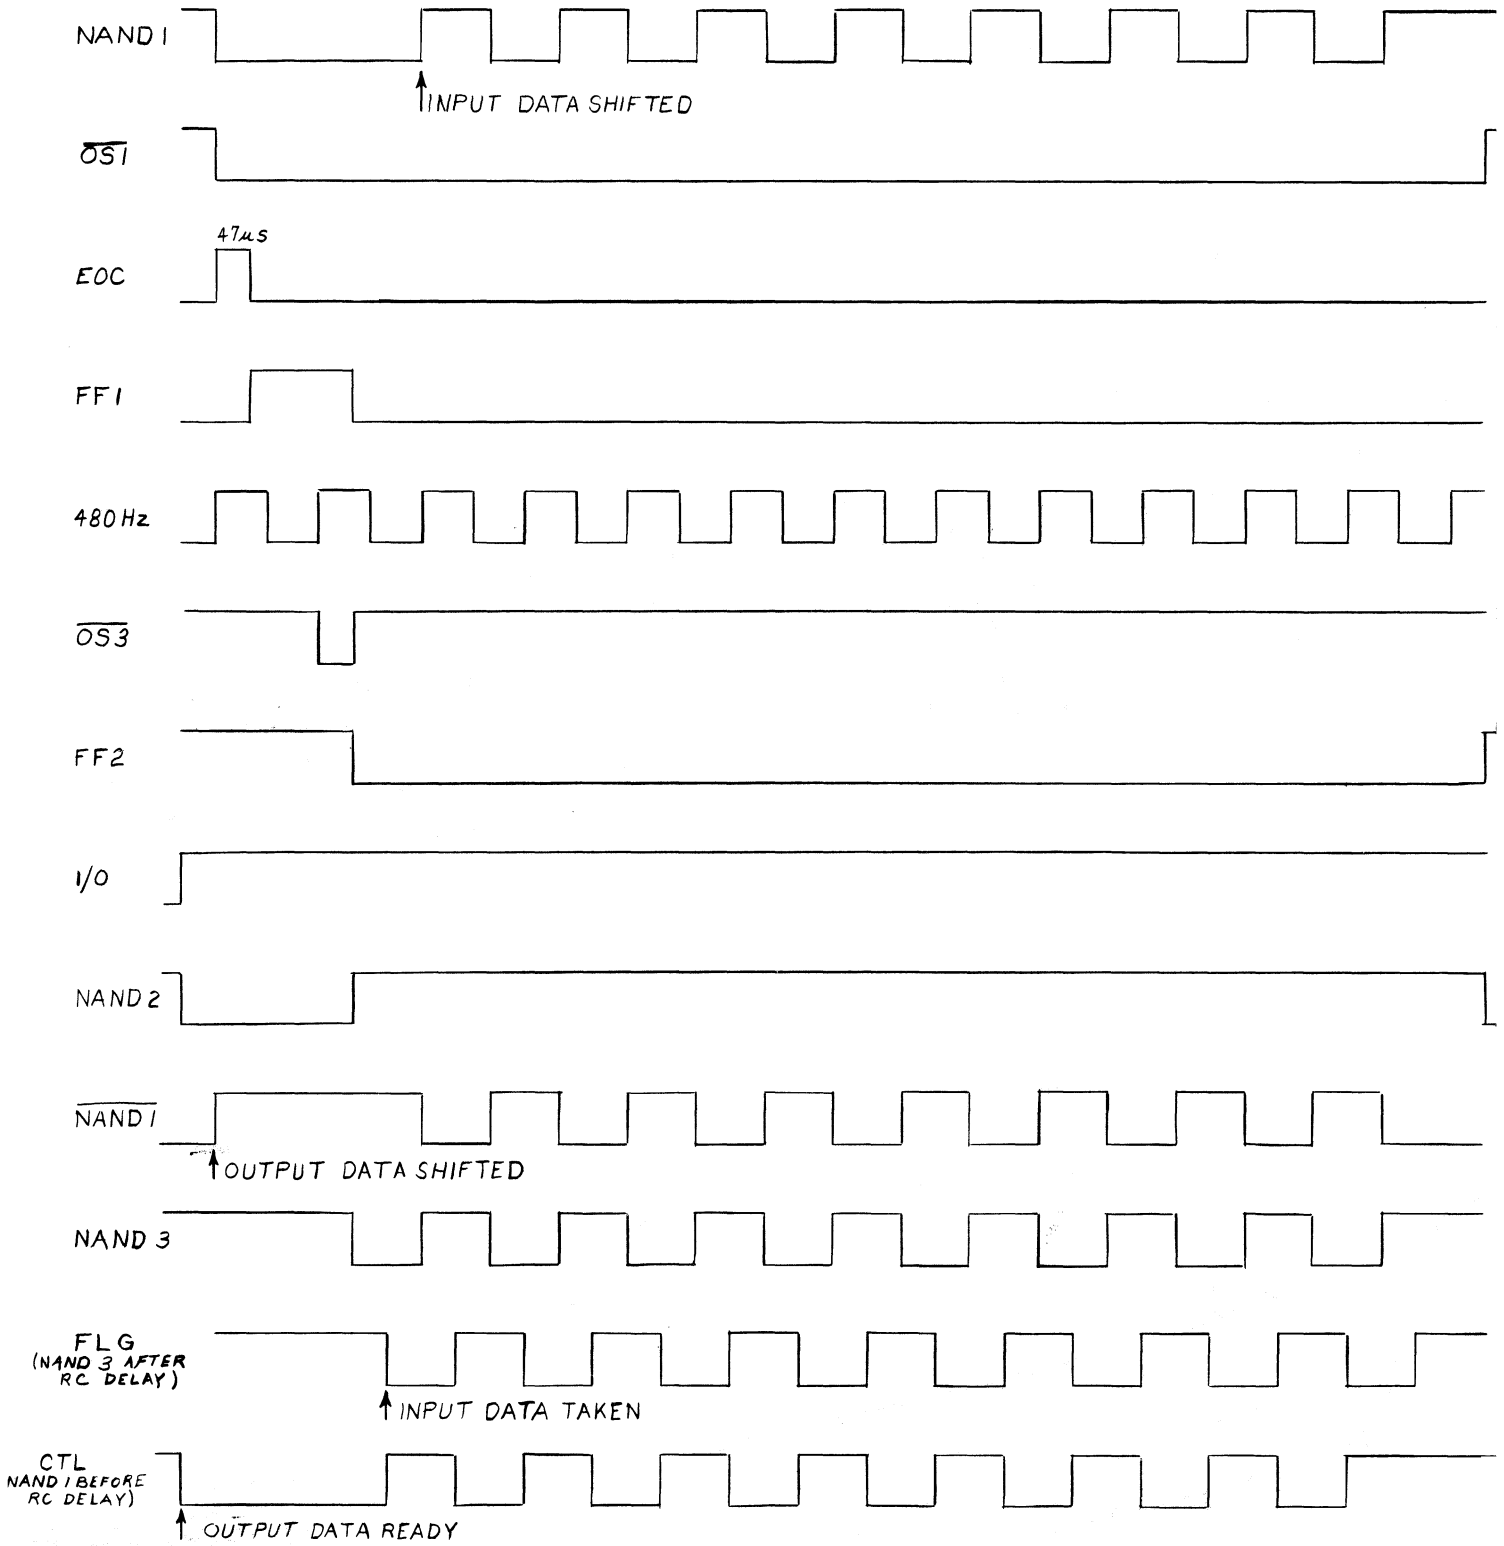 NAND 1
INPUT DATA SHIFTED
OS1
47μs
EOC
FF1
480 Hz
OS3
FF2
I/O
NAND 2
NAND 1
OUTPUT DATA SHIFTED
NAND 3
FLG
(NAND 3 AFTER
RC DELAY)
INPUT DATA TAKEN
CTL
NAND 1 BEFORE
RC DELAY)
OUTPUT DATA READY